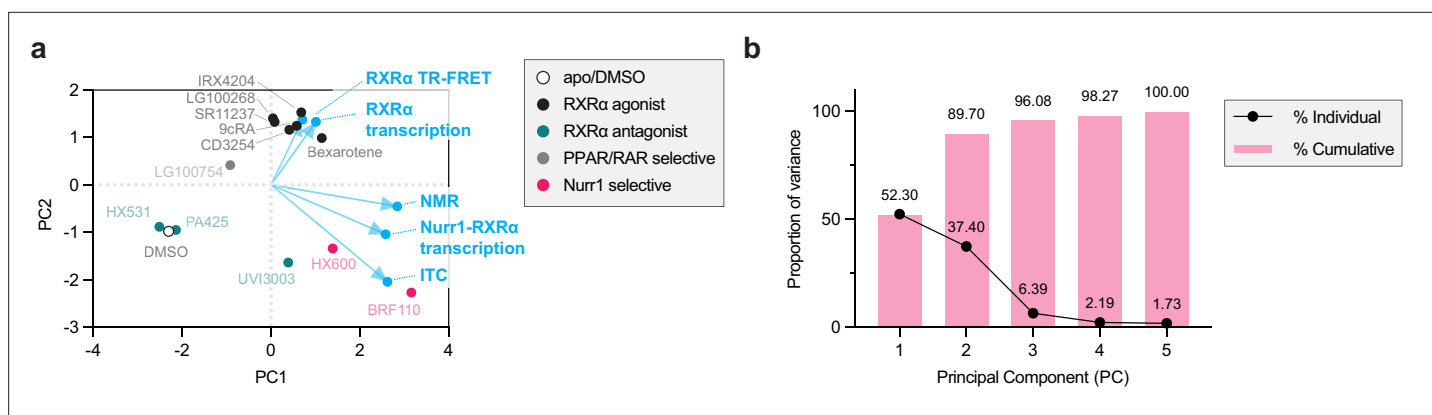 a
IRX4204
LG100268
SR11237
9cRA
CD3254
Bexarotene
LG100754
HX531
PA425
DMSO
UVI3003
HX600
BRF110
RXRα TR-FRET
RXRα
transcription
NMR
Nurr1-RXRα
transcription
ITC
2
1
0
-1
-2
-3
PC2
-4
-2
0
2
4
PC1
apo/DMSO
RXRα agonist
RXRα antagonist
PPAR/RAR selective
Nurr1 selective
b
100
50
0
Proportion of variance
52.30
89.70
96.08
98.27
100.00
37.40
6.39
2.19
1.73
1
2
3
4
5
Principal Component (PC)
% Individual
% Cumulative